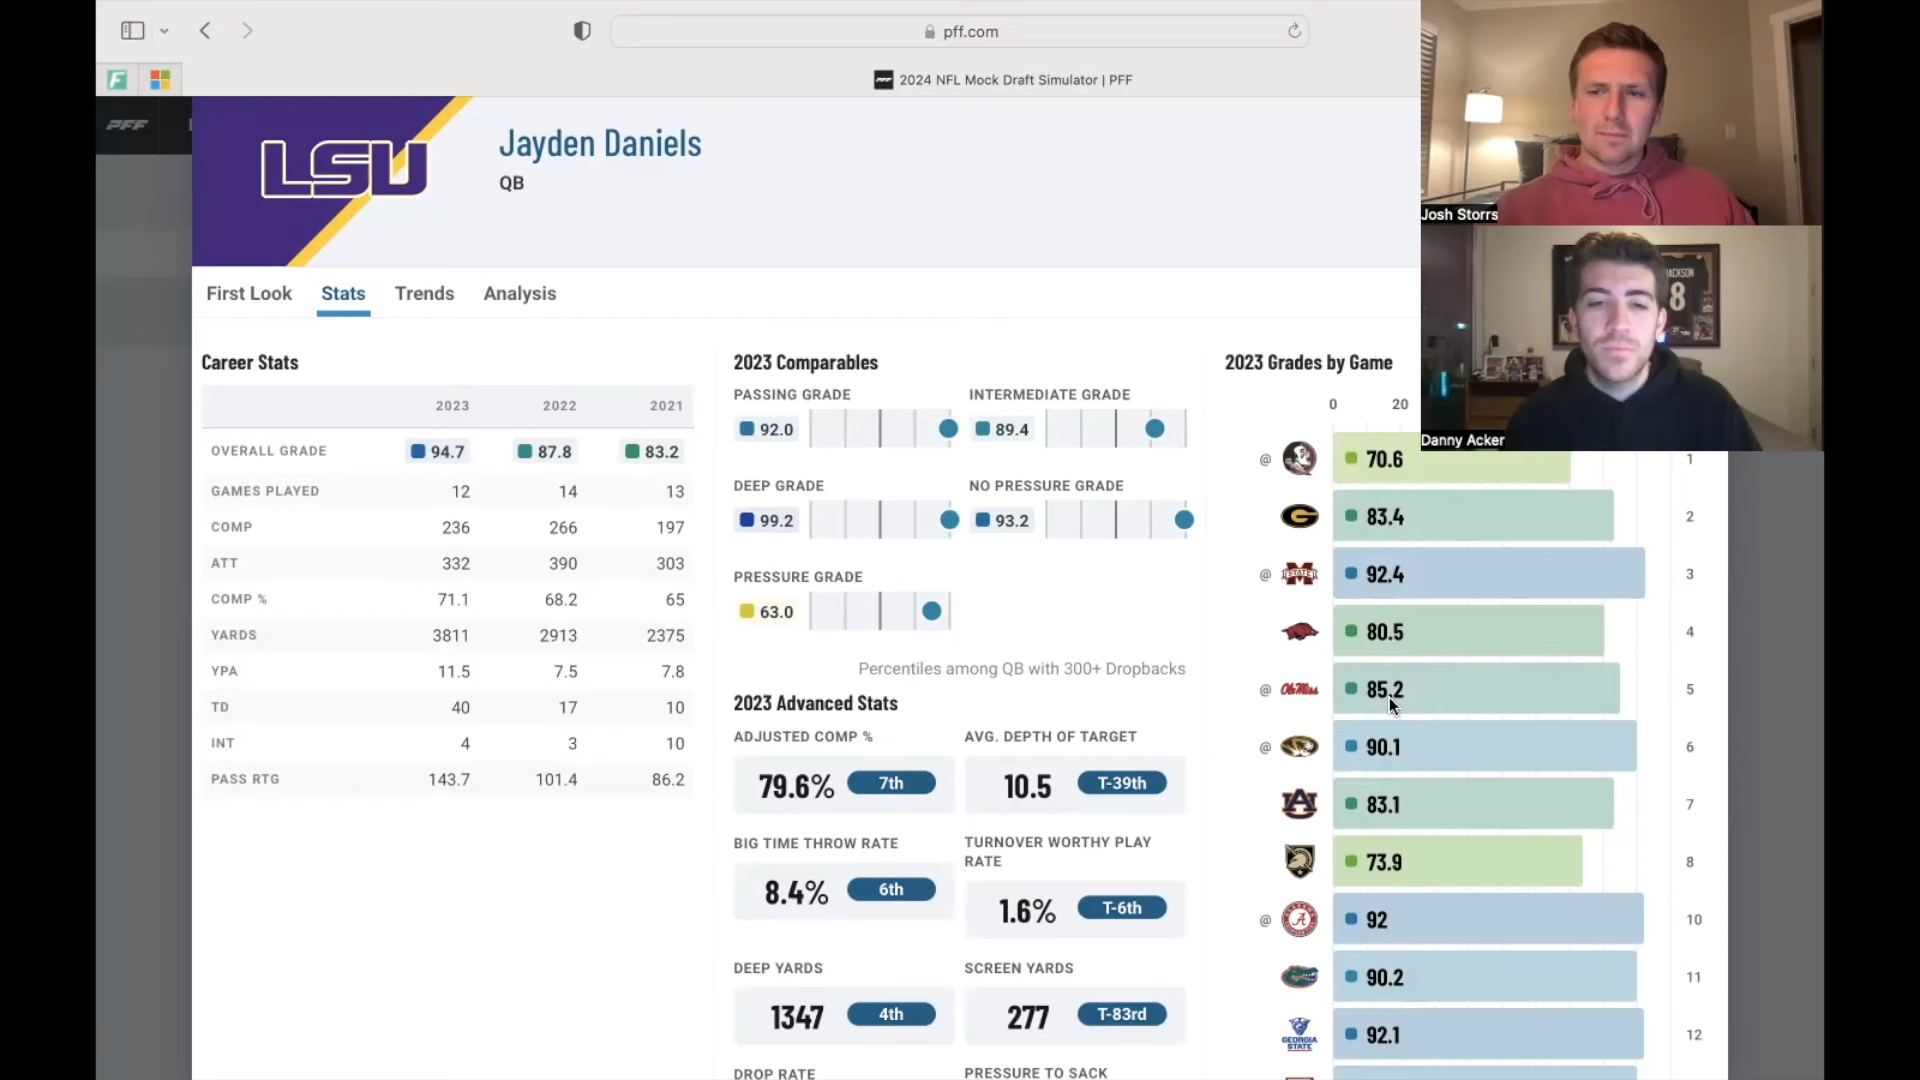 pff.com
2024 NFL Mock Draft Simulator | PFF
PFF
LSU
Jayden Daniels
QB
First Look Stats Trends Analysis
Josh Storrs
JACKSON
8
Danny Acker
Career Stats
2023 2022 2021
OVERALL GRADE 94.7 87.8 83.2
GAMES PLAYED 12 14 13
COMP 236 266 197
ATT 332 390 303
COMP % 71.1 68.2 65
YARDS 3811 2913 2375
YPA 11.5 7.5 7.8
TD 40 17 10
INT 4 3 10
PASS RTG 143.7 101.4 86.2
2023 Comparables
PASSING GRADE INTERMEDIATE GRADE
92.0 89.4
DEEP GRADE NO PRESSURE GRADE
99.2 93.2
PRESSURE GRADE
63.0
Percentiles among QB with 300+ Dropbacks
2023 Advanced Stats
ADJUSTED COMP % AVG. DEPTH OF TARGET
79.6% 7th 10.5 T-39th
BIG TIME THROW RATE TURNOVER WORTHY PLAY
RATE
8.4% 6th 1.6% T-6th
DEEP YARDS SCREEN YARDS
1347 4th 277 T-83rd
DROP RATE PRESSURE TO SACK
2023 Grades by Game
0 20
@ 70.6 1
G 83.4 2
@ M STATE 92.4 3
80.5 4
@ Ole Miss 85.2 5
@ 90.1 6
AU 83.1 7
73.9 8
@ A 92 10
90.2 11
GEORGIA STATE 92.1 12